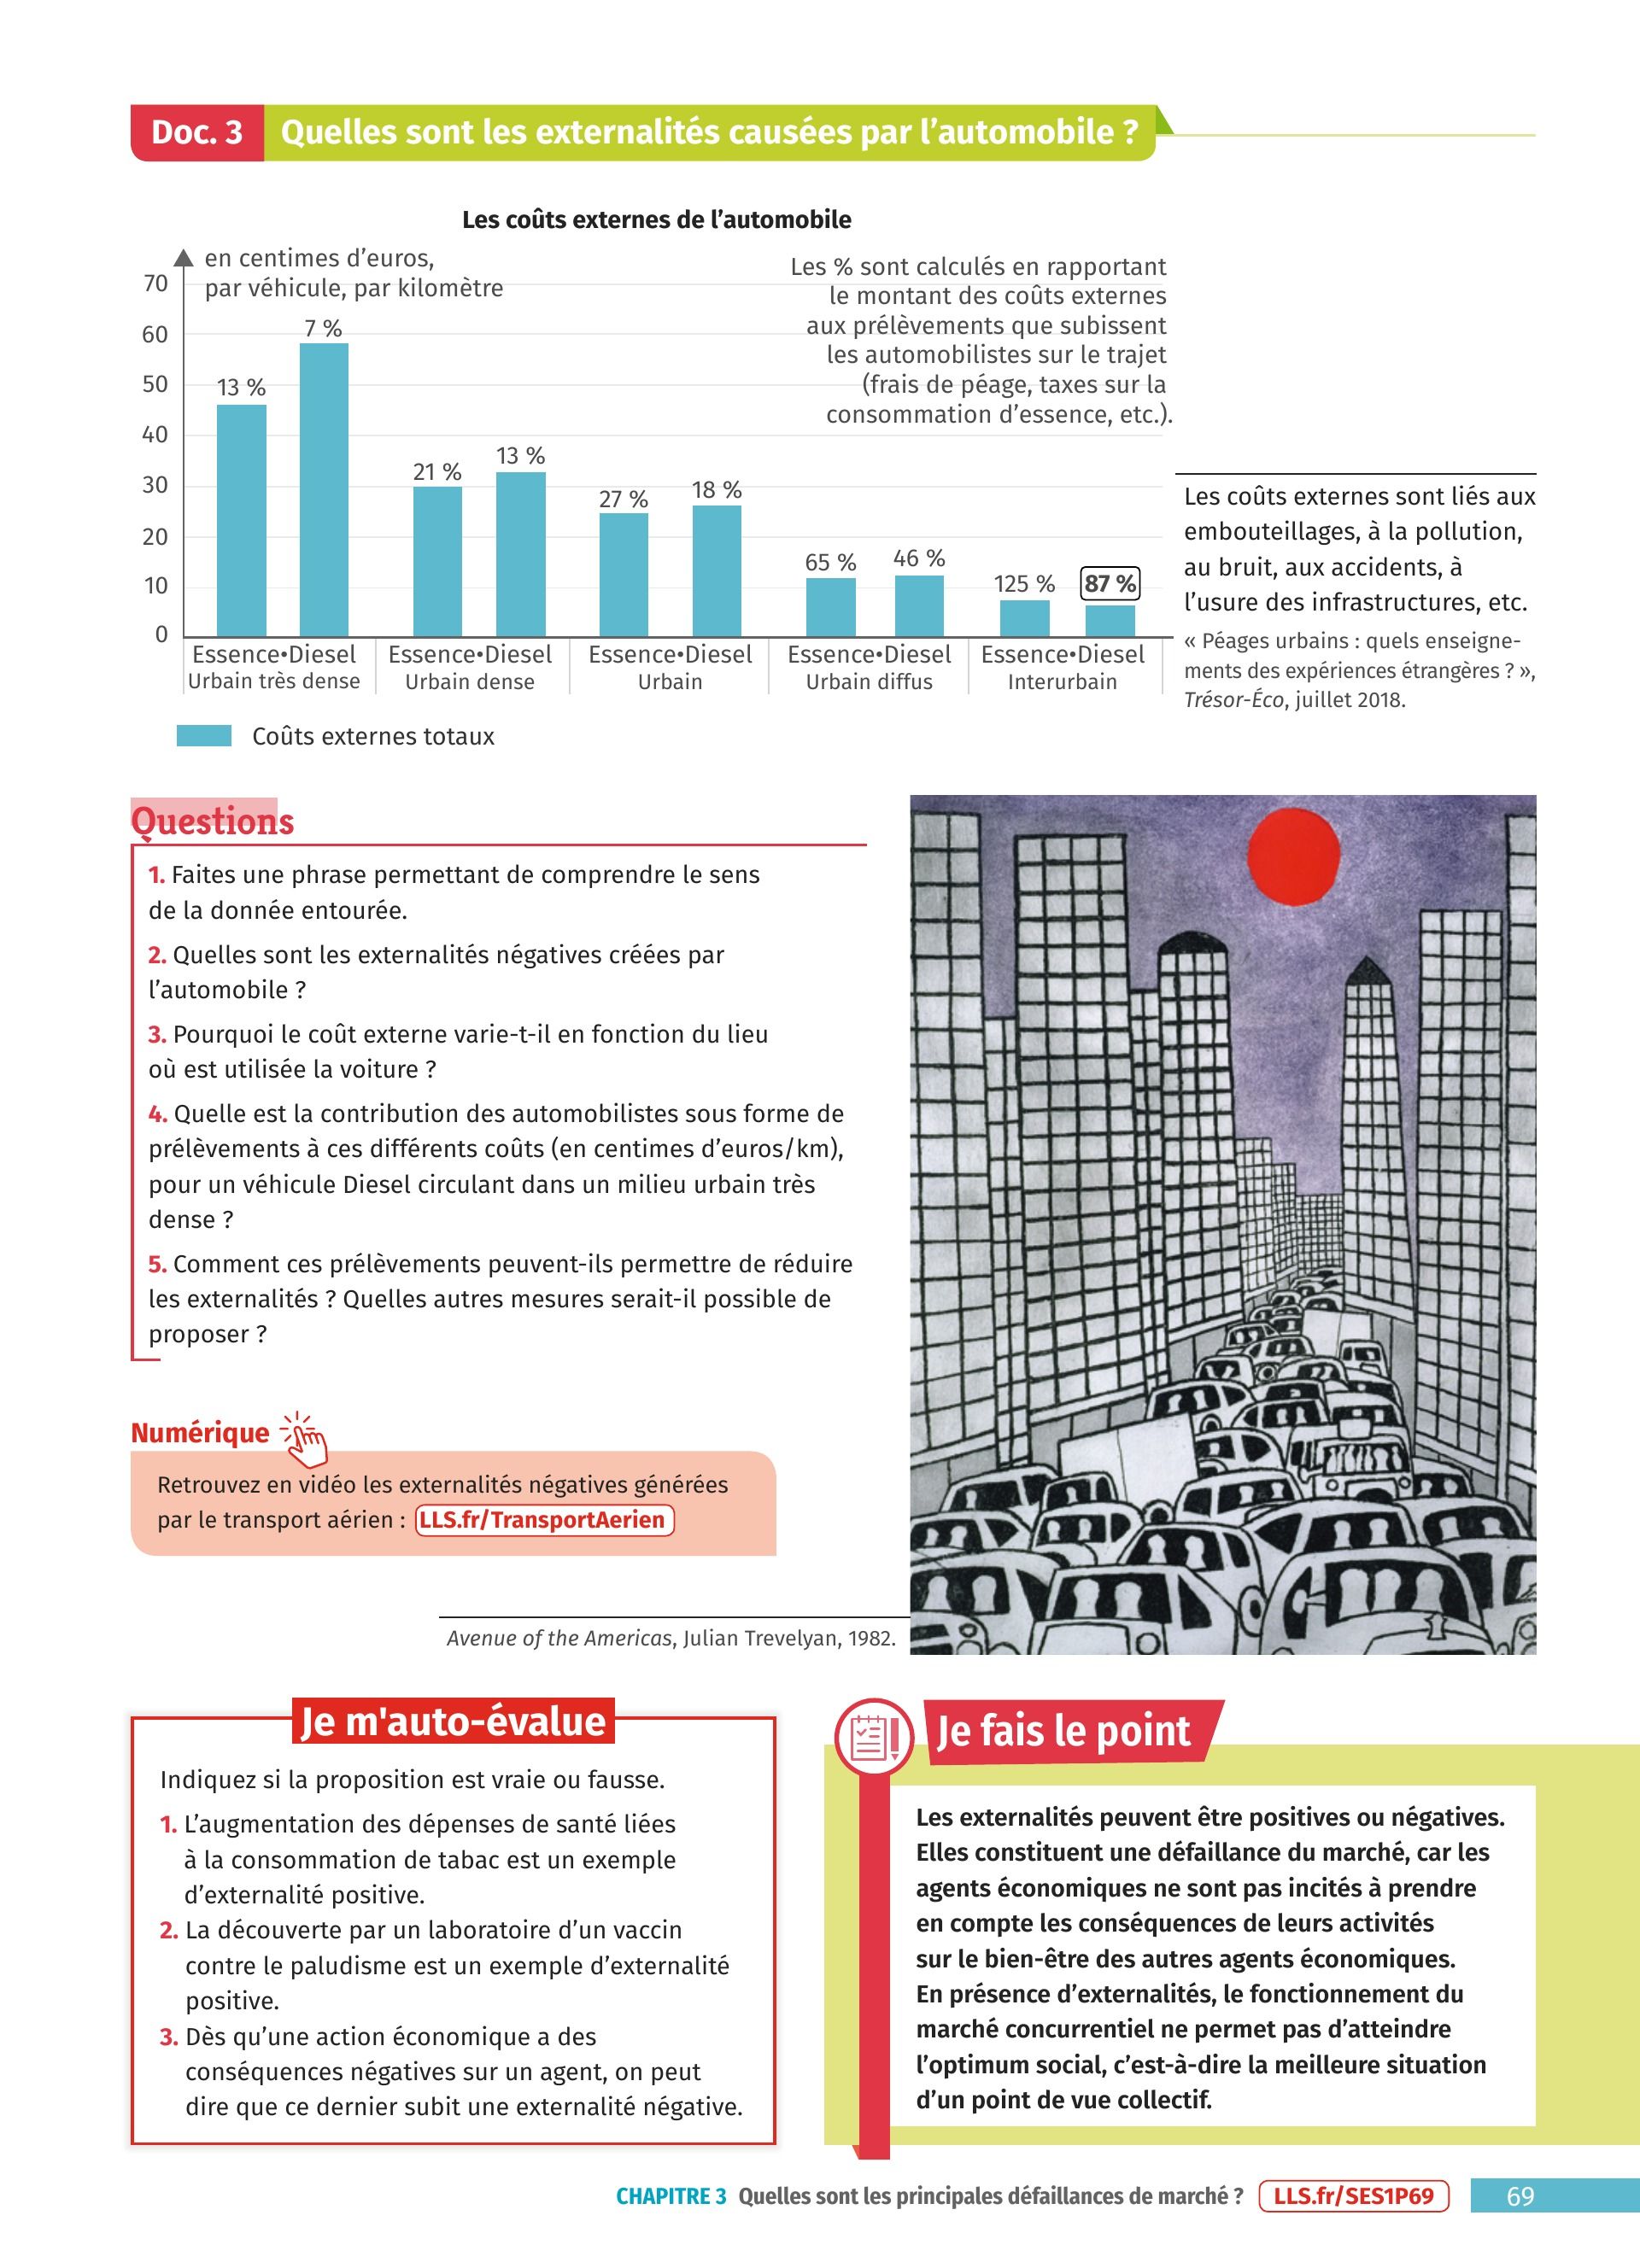 Doc. 3 Quelles sont les externalités causées par l’automobile ?
Les coûts externes de l’automobile
en centimes d’euros,
par véhicule, par kilomètre
Les % sont calculés en rapportant
le montant des coûts externes
aux prélèvements que subissent
les automobilistes sur le trajet
(frais de péage, taxes sur la
consommation d’essence, etc.).
70
60
50
40
30
20
10
0
13 %
7 %
21 %
13 %
27 %
18 %
65 %
46 %
125 %
87 %
Essence•Diesel Essence•Diesel Essence•Diesel Essence•Diesel Essence•Diesel
Urbain très dense Urbain dense Urbain Urbain diffus Interurbain
Coûts externes totaux
Les coûts externes sont liés aux
embouteillages, à la pollution,
au bruit, aux accidents, à
l’usure des infrastructures, etc.
« Péages urbains : quels enseigne-
ments des expériences étrangères ? »,
Trésor-Éco, juillet 2018.
Questions
1. Faites une phrase permettant de comprendre le sens
de la donnée entourée.
2. Quelles sont les externalités négatives créées par
l’automobile ?
3. Pourquoi le coût externe varie-t-il en fonction du lieu
où est utilisée la voiture ?
4. Quelle est la contribution des automobilistes sous forme de
prélèvements à ces différents coûts (en centimes d’euros/km),
pour un véhicule Diesel circulant dans un milieu urbain très
dense ?
5. Comment ces prélèvements peuvent-ils permettre de réduire
les externalités ? Quelles autres mesures serait-il possible de
proposer ?
Numérique
Retrouvez en vidéo les externalités négatives générées
par le transport aérien : LLS.fr/TransportAerien
Avenue of the Americas, Julian Trevelyan, 1982.
Je m'auto-évalue
Indiquez si la proposition est vraie ou fausse.
1. L’augmentation des dépenses de santé liées
à la consommation de tabac est un exemple
d’externalité positive.
2. La découverte par un laboratoire d’un vaccin
contre le paludisme est un exemple d’externalité
positive.
3. Dès qu’une action économique a des
conséquences négatives sur un agent, on peut
dire que ce dernier subit une externalité négative.
Je fais le point
Les externalités peuvent être positives ou négatives.
Elles constituent une défaillance du marché, car les
agents économiques ne sont pas incités à prendre
en compte les conséquences de leurs activités
sur le bien-être des autres agents économiques.
En présence d’externalités, le fonctionnement du
marché concurrentiel ne permet pas d’atteindre
l’optimum social, c’est-à-dire la meilleure situation
d’un point de vue collectif.
CHAPITRE 3 Quelles sont les principales défaillances de marché ? LLS.fr/SES1P69 69